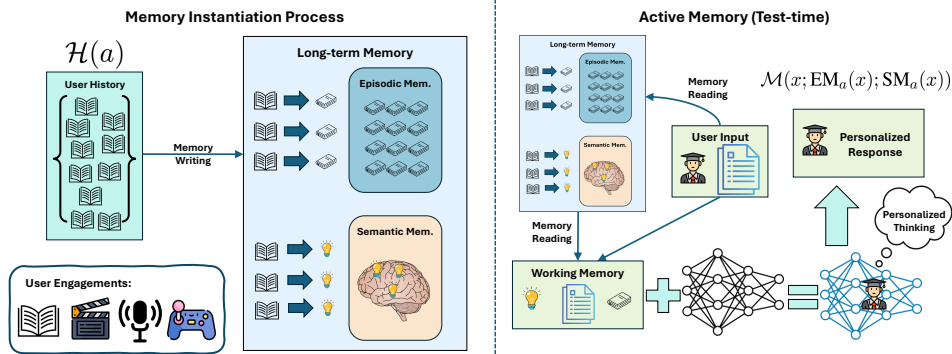 Memory Instantiation Process
ℋ(a)
User History
Memory
Writing
Long-term Memory
Episodic Mem.
Semantic Mem.
User Engagements:
Active Memory (Test-time)
Long-term Memory
Episodic Mem.
Semantic Mem.
Memory
Reading
User Input
ℳ(x; EMₐ(x); SMₐ(x))
Personalized
Response
Personalized
Thinking
Memory
Reading
Working Memory